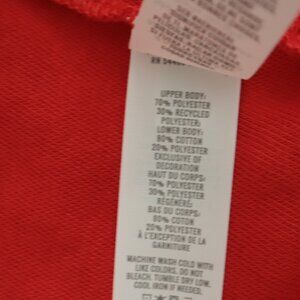 UPPER BODY:
70% POLYESTER
30% RECYCLED
POLYESTER;
LOWER BODY:
80% COTTON
20% POLYESTER
EXCLUSIVE OF
DECORATION
HAUT DU CORPS:
70% POLYESTER
30% POLYESTER
RÉGÉNÉRÉ;
BAS DU CORPS:
80% COTON
20% POLYESTER
À L'EXCEPTION DE LA
GARNITURE
MACHINE WASH COLD WITH
LIKE COLORS. DO NOT
BLEACH. TUMBLE DRY LOW.
COOL IRON IF NEEDED.